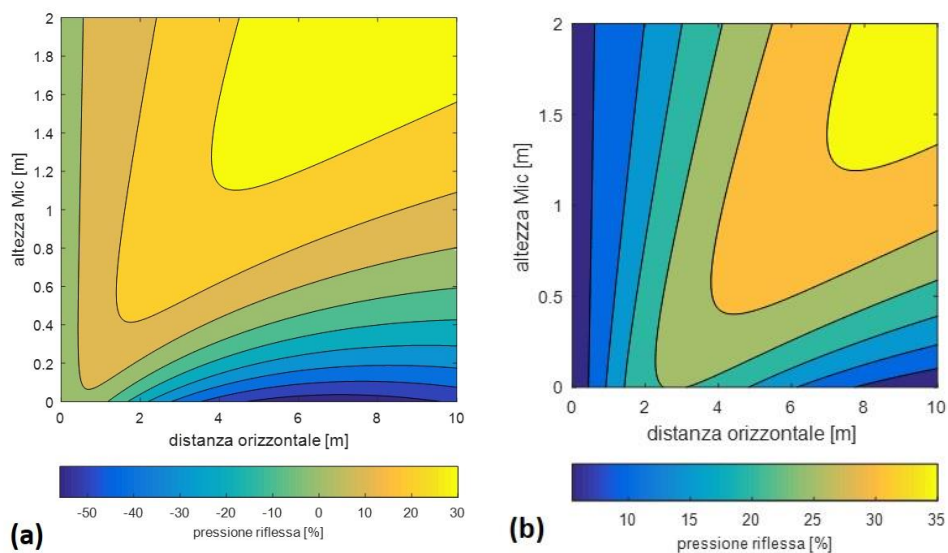 2
1.8
1.6
1.4
1.2
1
0.8
0.6
0.4
0.2
0
altezza Mic [m]
0 2 4 6 8 10
distanza orizzontale [m]
-50 -40 -30 -20 -10 0 10 20 30
pressione riflessa [%]
(a)
2
1.5
1
0.5
0
altezza Mic [m]
0 2 4 6 8 10
distanza orizzontale [m]
10 15 20 25 30 35
pressione riflessa [%]
(b)